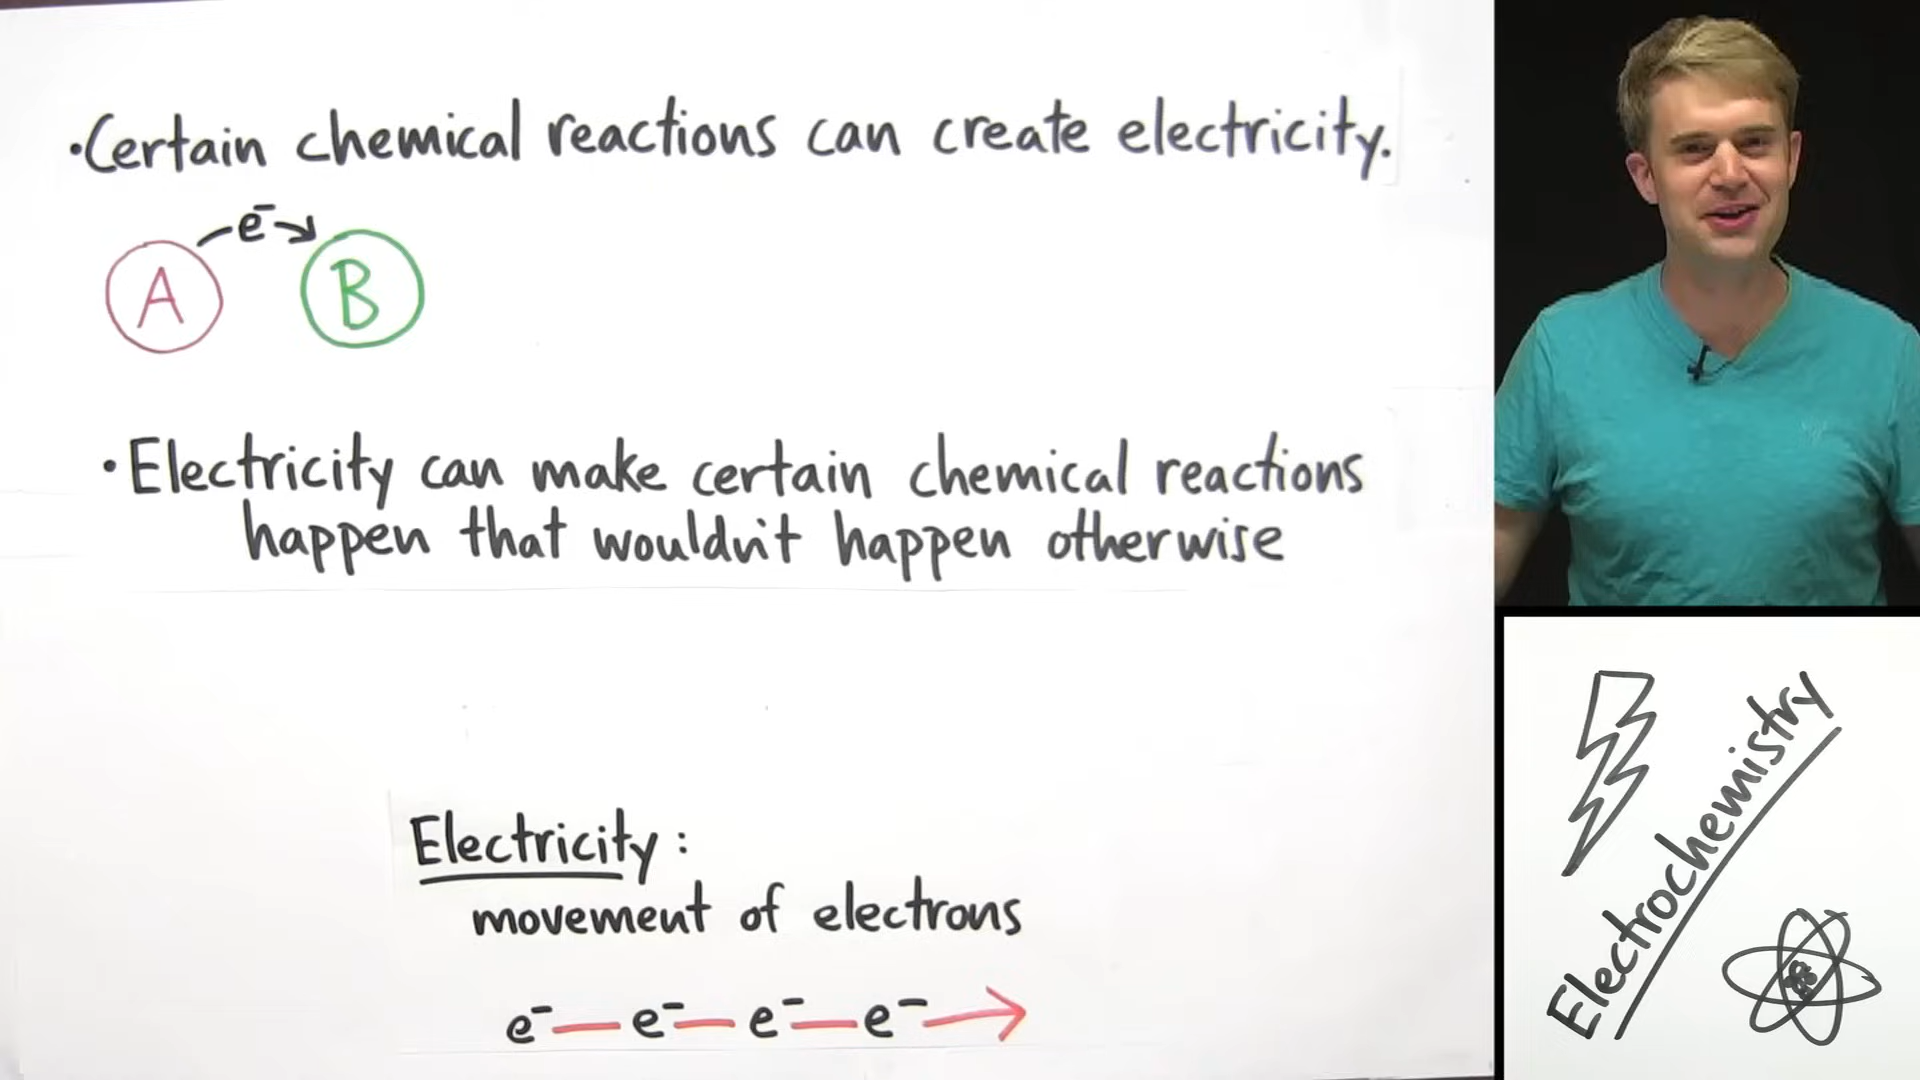 ·Certain chemical reactions can create electricity.
e⁻
A
B
·Electricity can make certain chemical reactions
happen that wouldn't happen otherwise
Electricity:
movement of electrons
e⁻ e⁻ e⁻ e⁻
Electrochemistry